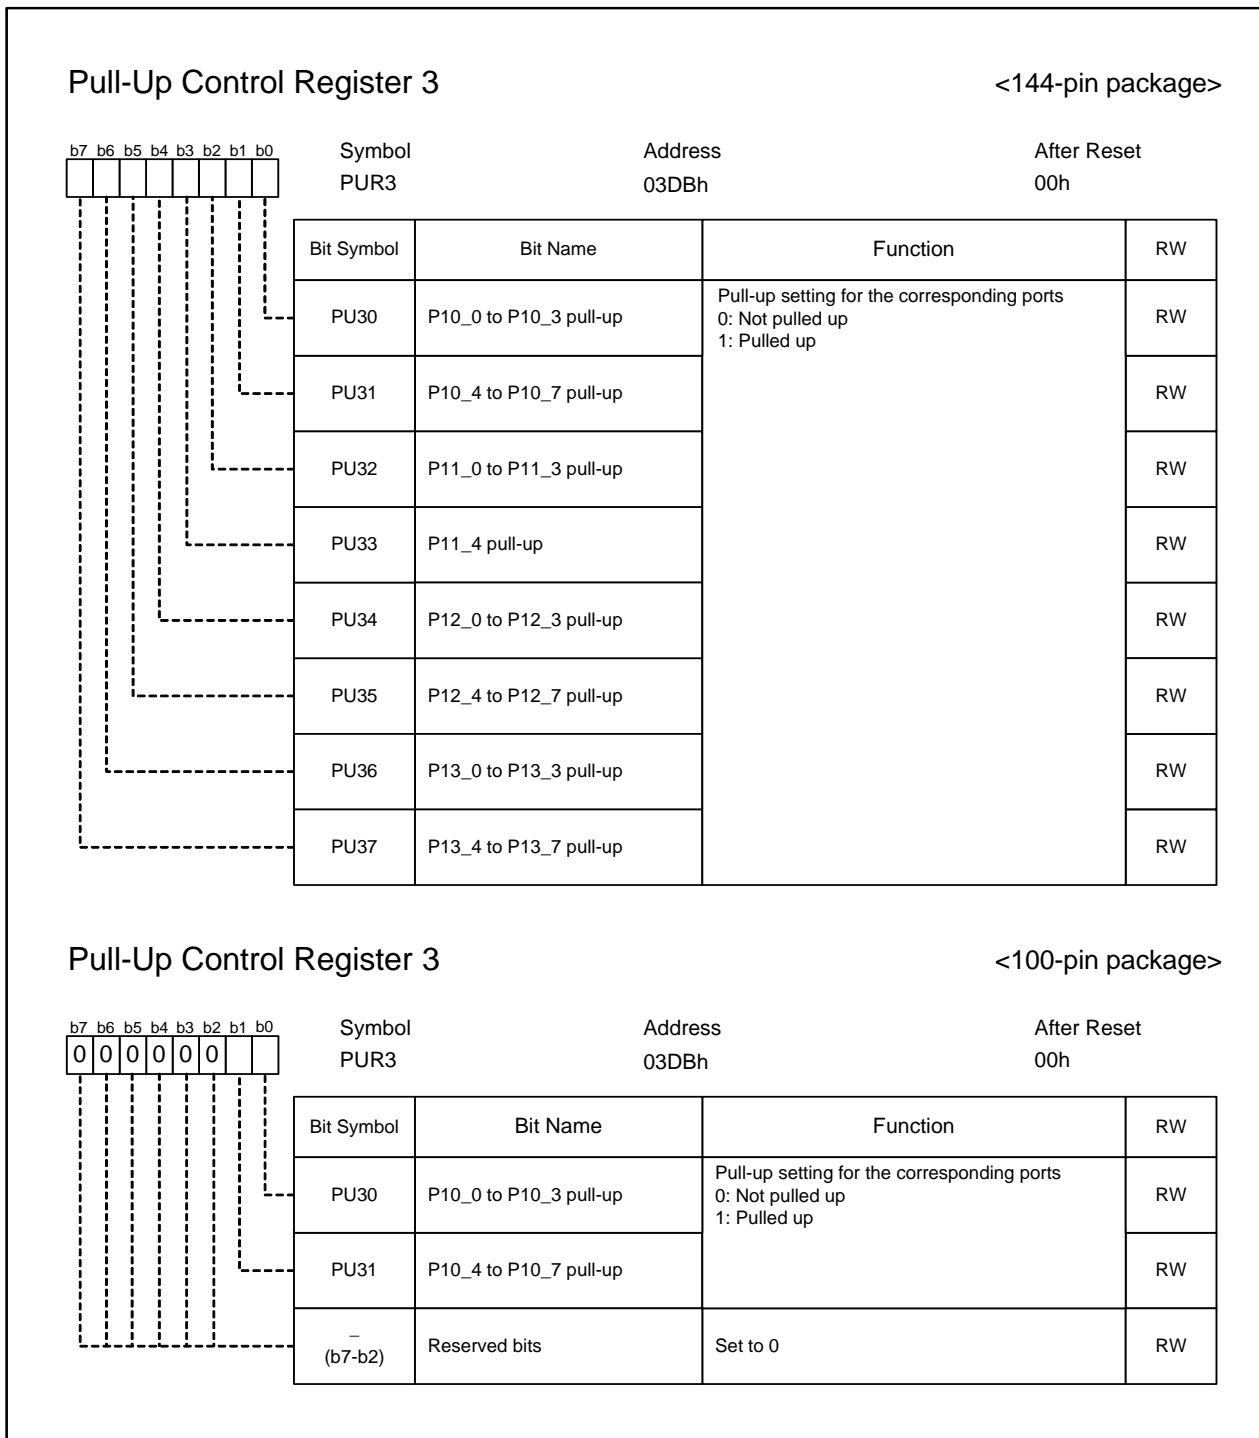 Pull-Up Control Register 3 <144-pin package>
b7 b6 b5 b4 b3 b2 b1 b0
Symbol Address After Reset
PUR3 03DBh 00h
Bit Symbol Bit Name Function RW
PU30 P10_0 to P10_3 pull-up RW
Pull-up setting for the corresponding ports
0: Not pulled up
1: Pulled up
PU31 P10_4 to P10_7 pull-up RW
PU32 P11_0 to P11_3 pull-up RW
PU33 P11_4 pull-up RW
PU34 P12_0 to P12_3 pull-up RW
PU35 P12_4 to P12_7 pull-up RW
PU36 P13_0 to P13_3 pull-up RW
PU37 P13_4 to P13_7 pull-up RW
Pull-Up Control Register 3 <100-pin package>
b7 b6 b5 b4 b3 b2 b1 b0
0 0 0 0 0 0
Symbol Address After Reset
PUR3 03DBh 00h
Bit Symbol Bit Name Function RW
PU30 P10_0 to P10_3 pull-up RW
Pull-up setting for the corresponding ports
0: Not pulled up
1: Pulled up
PU31 P10_4 to P10_7 pull-up RW
–
(b7-b2) Reserved bits Set to 0 RW